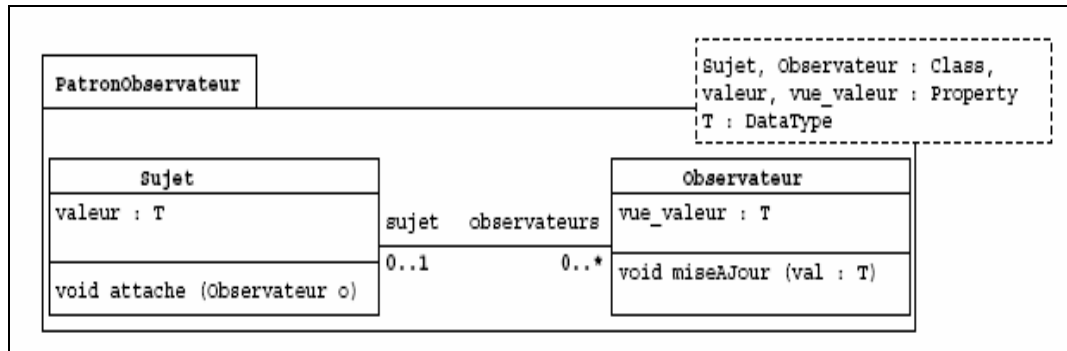 PatronObservateur
Sujet, Observateur : Class,
valeur, vue_valeur : Property
T : DataType
Sujet
valeur : T
void attache (Observateur o)
sujet observateurs
0..1 0..*
Observateur
vue_valeur : T
void miseAJour (val : T)